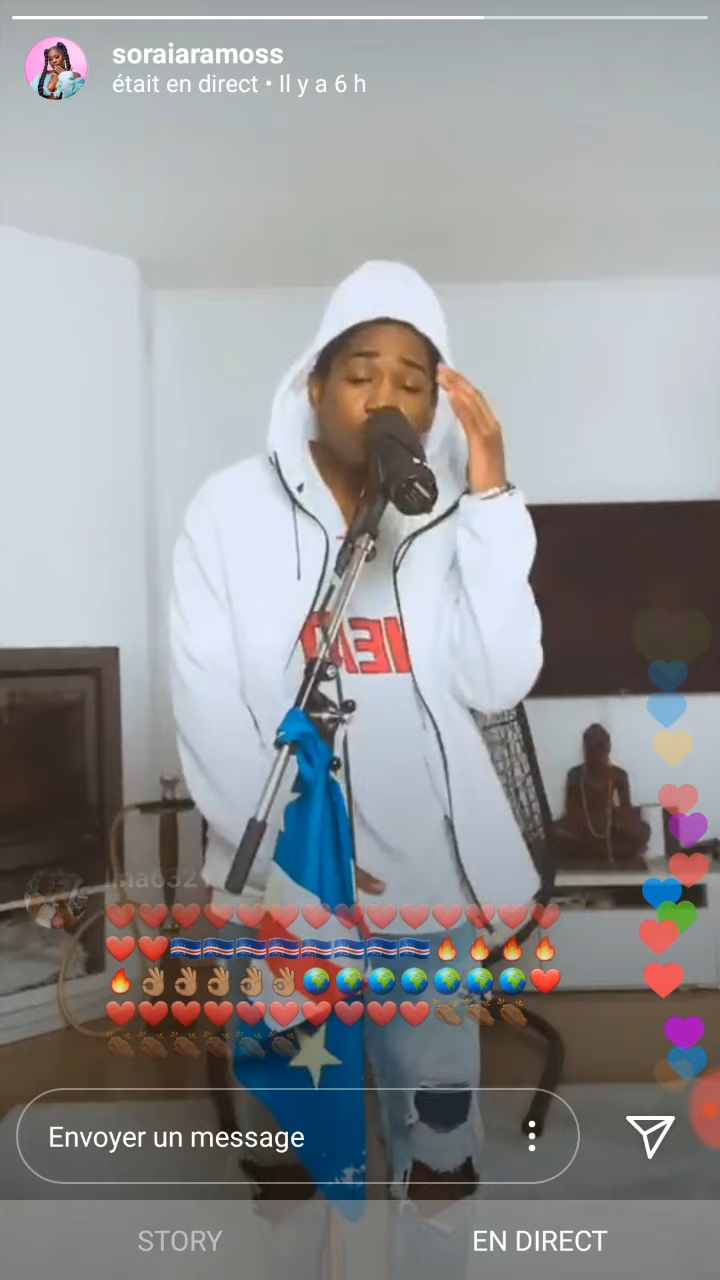 soraiaramoss
était en direct • Il y a 6 h
Envoyer un message
STORY
EN DIRECT